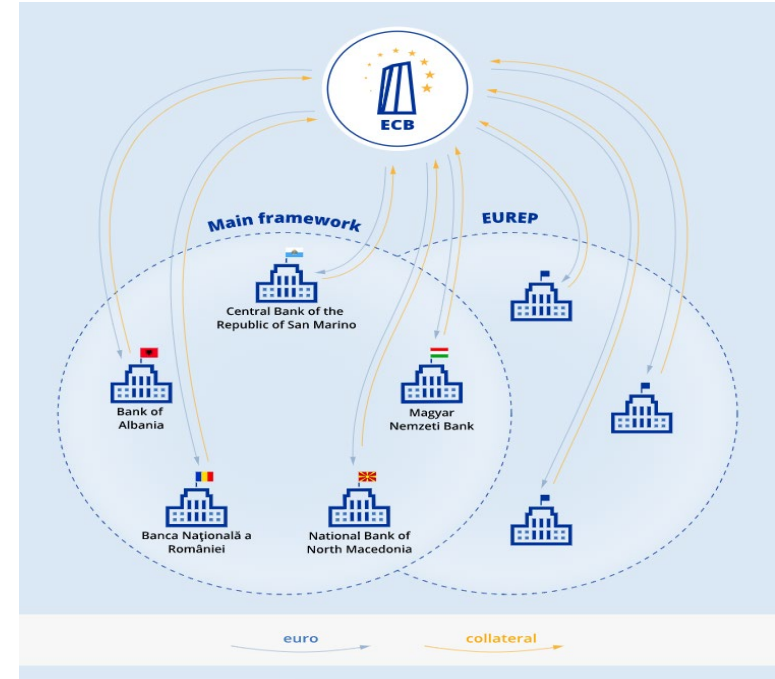 ECB
Main framework
EUREP
Central Bank of the
Republic of San Marino
Bank of
Albania
Magyar
Nemzeti Bank
Banca Naţională a
României
National Bank of
North Macedonia
euro
collateral